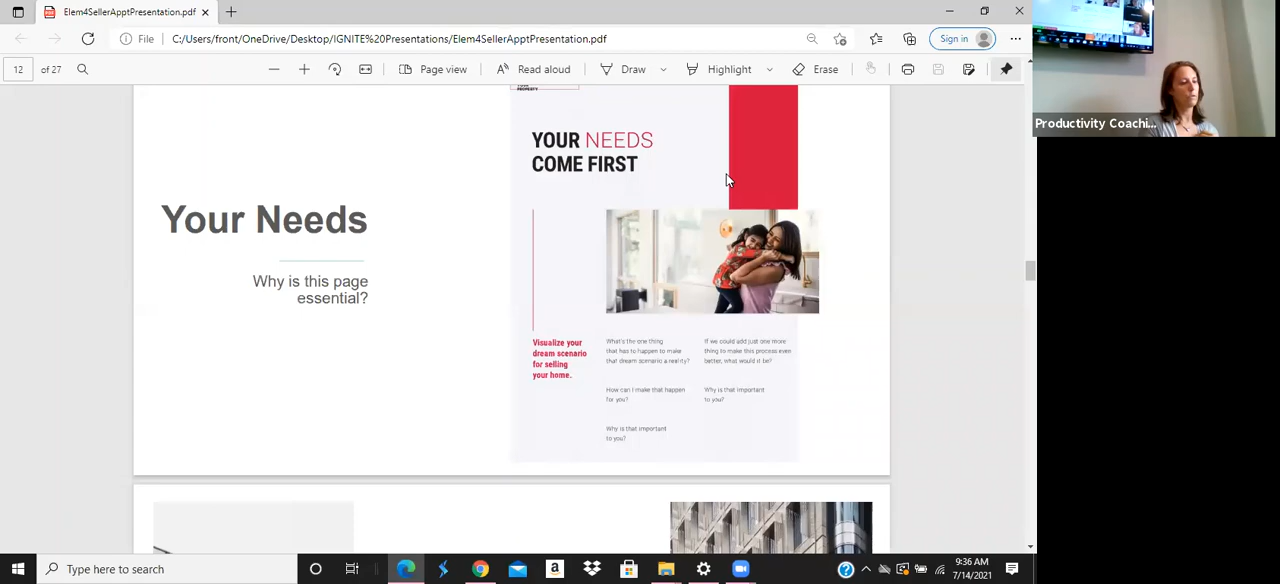 Elem4SellerApptPresentation.pdf
File
C:/Users/front/OneDrive/Desktop/IGNITE%20Presentations/Elem4SellerApptPresentation.pdf
Sign in
12 of 27
Page view
Read aloud
Draw
Highlight
Erase
Productivity Coachi...
PROPERTY
YOUR NEEDS
COME FIRST
Your Needs
Why is this page
essential?
Visualize your
dream scenario
for selling
your home.
What's the one thing
that has to happen to make
that dream scenario a reality?
How can I make that happen
for you?
Why is that important
to you?
If we could add just one more
thing to make this process even
better, what would it be?
Why is that important
to you?
Type here to search
9:36 AM
7/14/2021